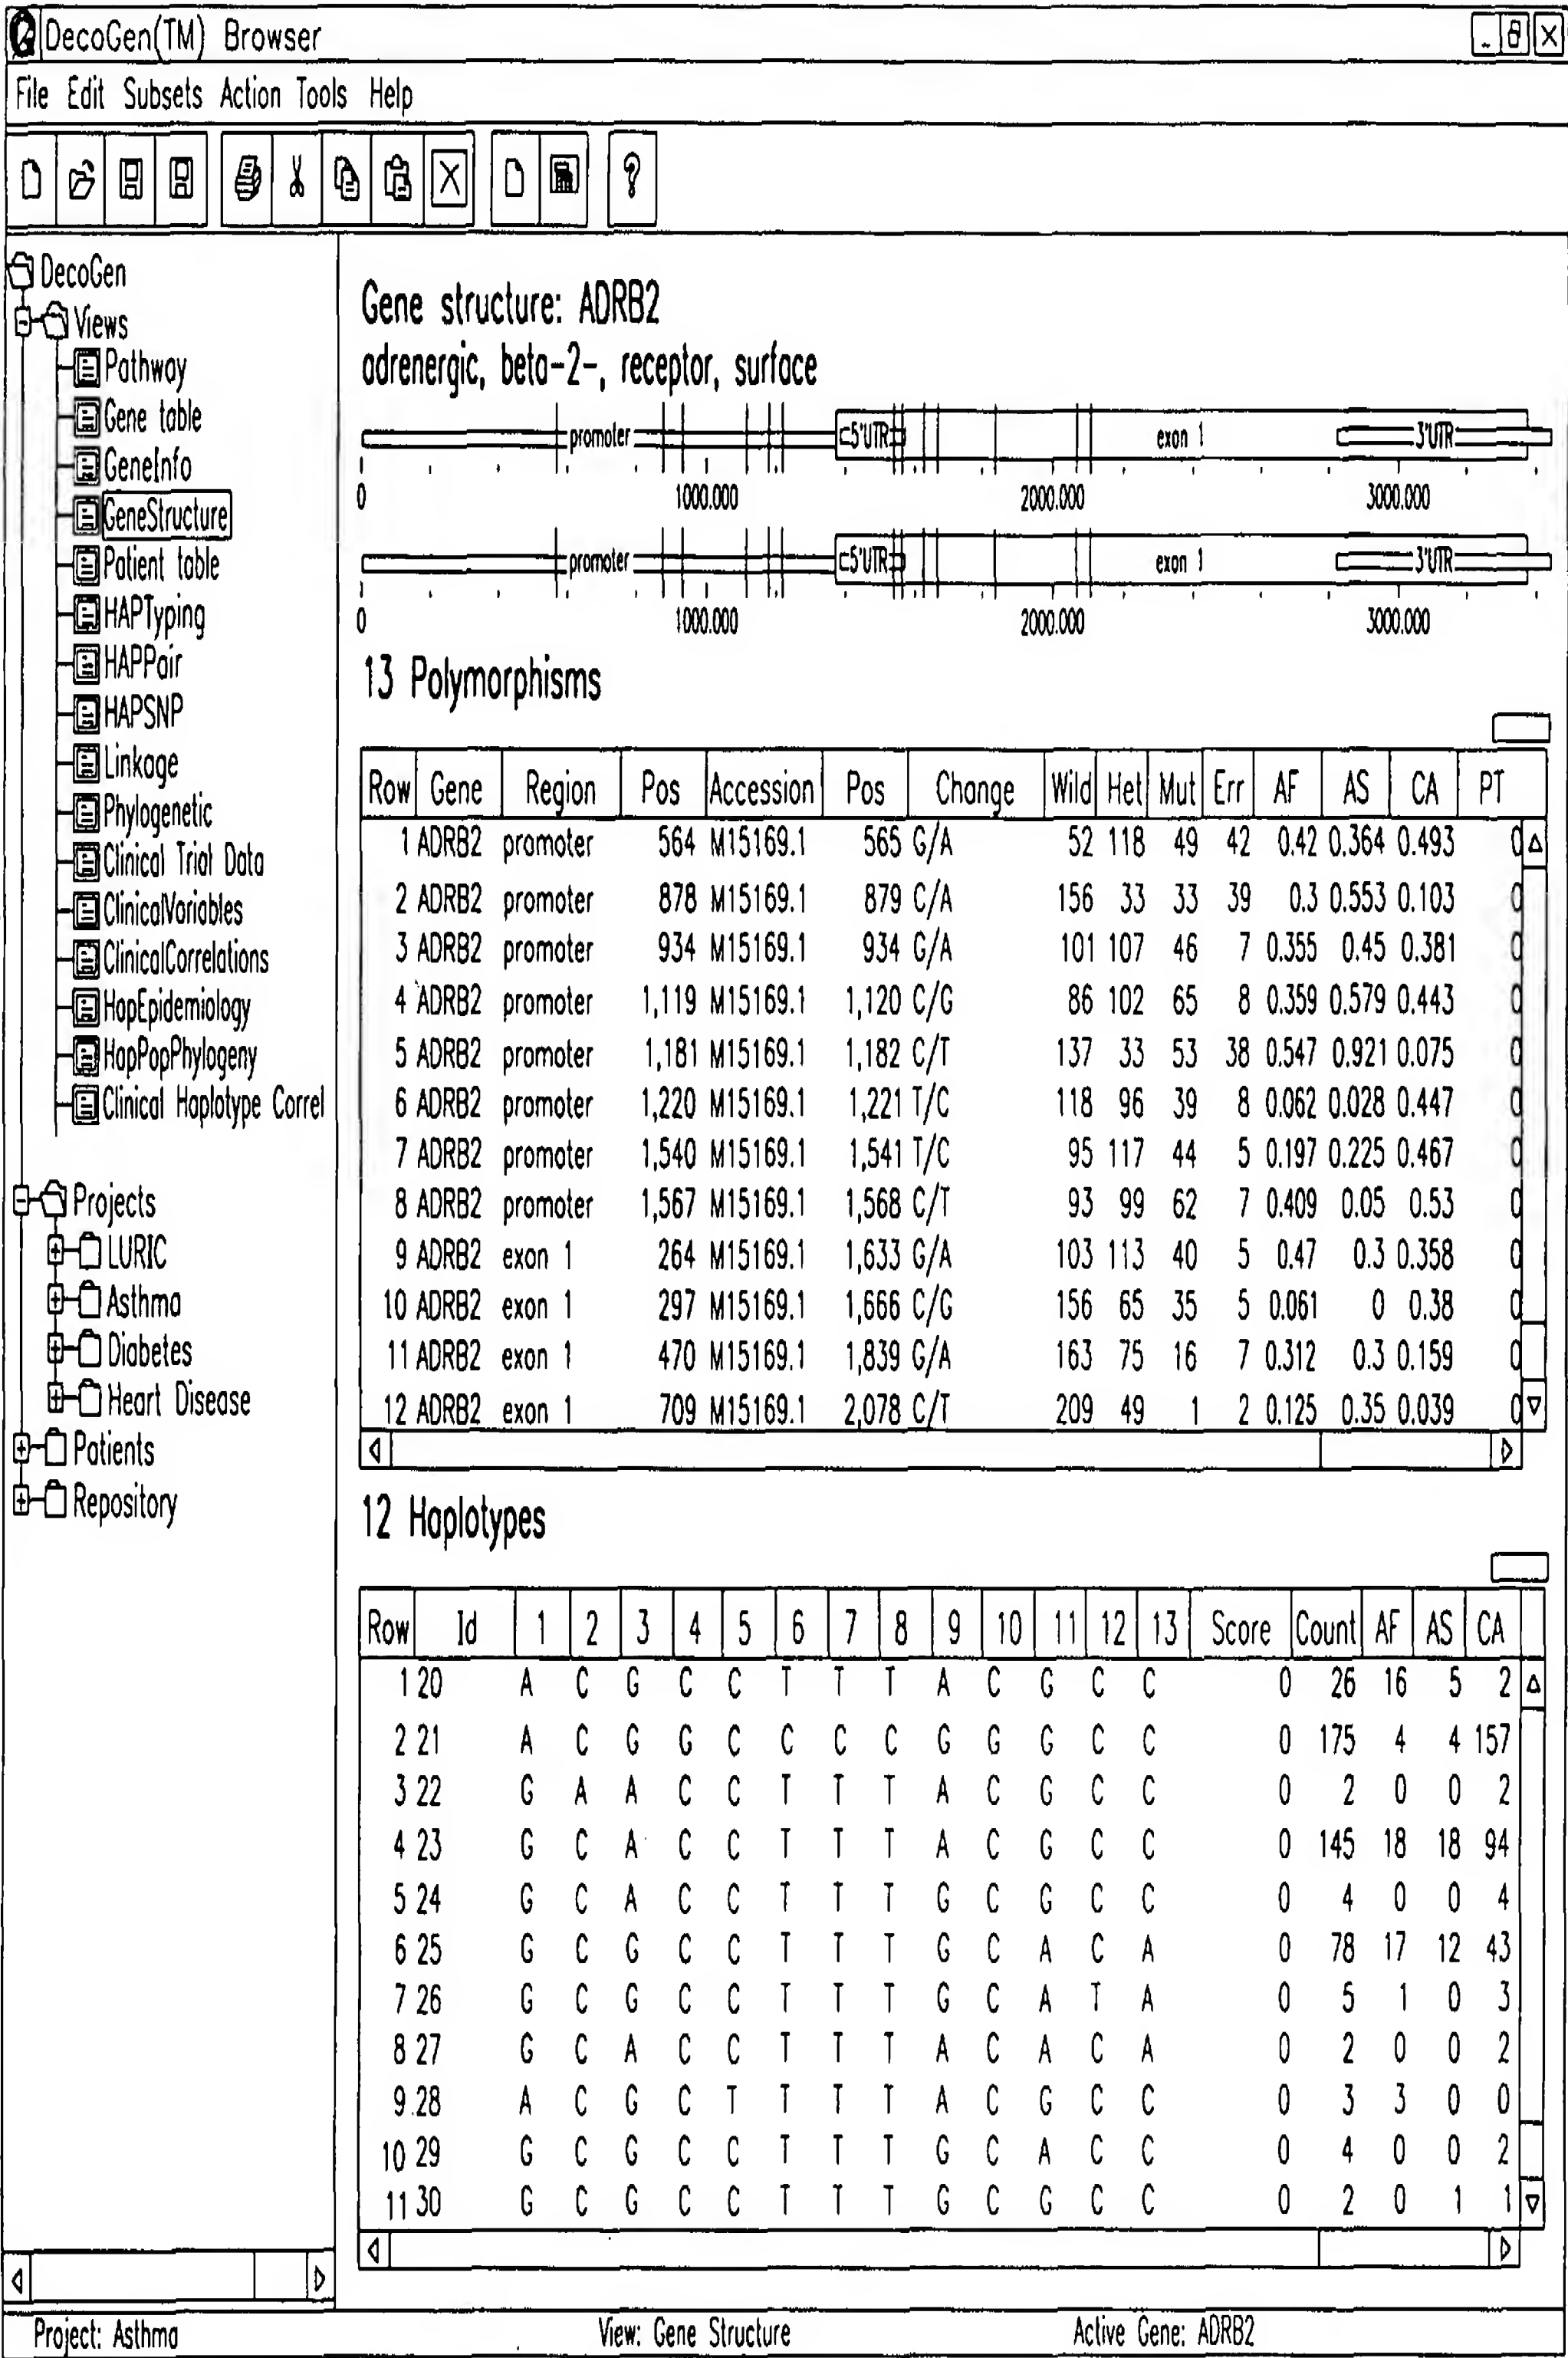 DecoGen(TM) Browser
File Edit Subsets Action Tools Help
DecoGen
Views
Pathway
Gene table
GeneInfo
GeneStructure
Patient table
HAPTyping
HAPPair
HAPSNP
Linkage
Phylogenetic
Clinical Trial Data
ClinicalVariables
ClinicalCorrelations
HapEpidemiology
HapPopPhylogeny
Clinical Haplotype Correl
Projects
LURIC
Asthma
Diabetes
Heart Disease
Patients
Repository
Gene structure: ADRB2
adrenergic, beta-2-, receptor, surface
promoter 5'UTR exon 1 3'UTR
0 1000.000 2000.000 3000.000
promoter 5'UTR exon 1 3'UTR
0 1000.000 2000.000 3000.000
13 Polymorphisms
Row Gene Region Pos Accession Pos Change Wild Het Mut Err AF AS CA PT
1 ADRB2 promoter 564 M15169.1 565 G/A 52 118 49 42 0.42 0.364 0.493 0
2 ADRB2 promoter 878 M15169.1 879 C/A 156 33 33 39 0.3 0.553 0.103 0
3 ADRB2 promoter 934 M15169.1 934 G/A 101 107 46 7 0.355 0.45 0.381 0
4 ADRB2 promoter 1,119 M15169.1 1,120 C/G 86 102 65 8 0.359 0.579 0.443 0
5 ADRB2 promoter 1,181 M15169.1 1,182 C/T 137 33 53 38 0.547 0.921 0.075 0
6 ADRB2 promoter 1,220 M15169.1 1,221 T/C 118 96 39 8 0.062 0.028 0.447 0
7 ADRB2 promoter 1,540 M15169.1 1,541 T/C 95 117 44 5 0.197 0.225 0.467 0
8 ADRB2 promoter 1,567 M15169.1 1,568 C/T 93 99 62 7 0.409 0.05 0.53 0
9 ADRB2 exon 1 264 M15169.1 1,633 G/A 103 113 40 5 0.47 0.3 0.358 0
10 ADRB2 exon 1 297 M15169.1 1,666 C/G 156 65 35 5 0.061 0 0.38 0
11 ADRB2 exon 1 470 M15169.1 1,839 G/A 163 75 16 7 0.312 0.3 0.159 0
12 ADRB2 exon 1 709 M15169.1 2,078 C/T 209 49 1 2 0.125 0.35 0.039 0
12 Haplotypes
Row Id 1 2 3 4 5 6 7 8 9 10 11 12 13 Score Count AF AS CA
1 20 A C G C C T T T A C G C C 0 26 16 5 2
2 21 A C G G C C C C G G G C C 0 175 4 4 157
3 22 G A A C C T T T A C G C C 0 2 0 0 2
4 23 G C A C C T T T A C G C C 0 145 18 18 94
5 24 G C A C C T T T G C G C C 0 4 0 0 4
6 25 G C G C C T T T G C A C A 0 78 17 12 43
7 26 G C G C C T T T G C A T A 0 5 1 0 3
8 27 G C A C C T T T A C A C A 0 2 0 0 2
9 28 A C G C T T T T A C G C C 0 3 3 0 0
10 29 G C G C C T T T G C A C C 0 4 0 0 2
11 30 G C G C C T T T G C G C C 0 2 0 1 1
Project: Asthma View: Gene Structure Active Gene: ADRB2